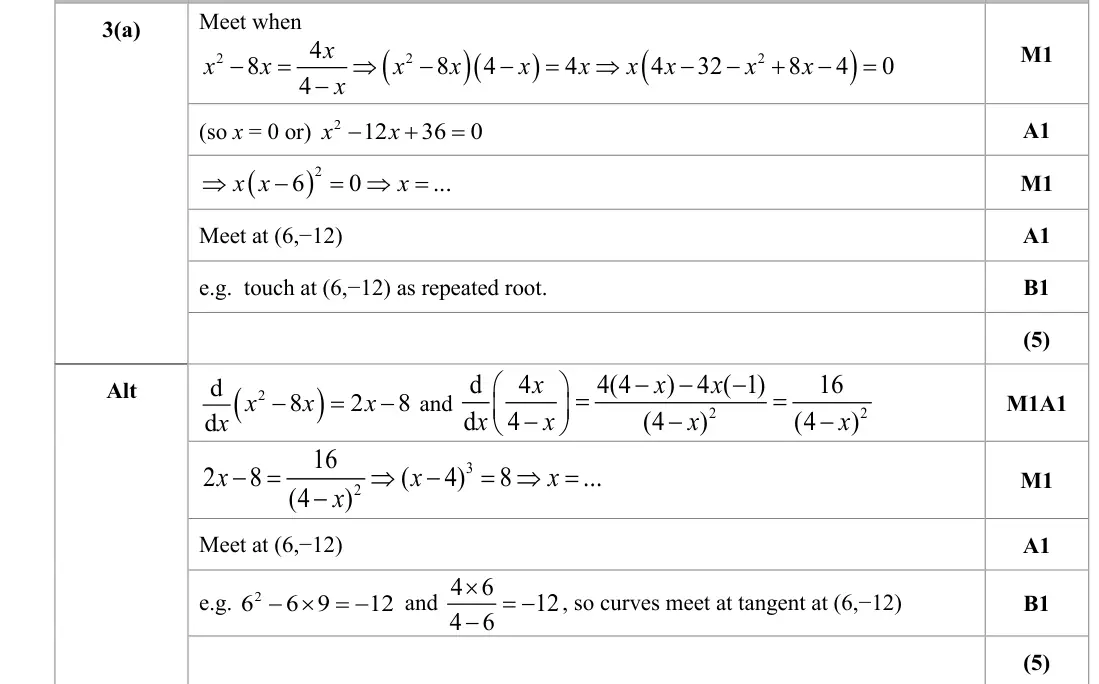 3(a)
Meet when
x² − 8x = 4x/(4 − x) ⇒ (x² − 8x)(4 − x) = 4x ⇒ x(4x − 32 − x² + 8x − 4) = 0
M1
(so x = 0 or) x² − 12x + 36 = 0
A1
⇒ x(x − 6)² = 0 ⇒ x = ...
M1
Meet at (6,−12)
A1
e.g. touch at (6,−12) as repeated root.
B1
(5)
Alt
d/dx (x² − 8x) = 2x − 8 and d/dx (4x/(4 − x)) = (4(4 − x) − 4x(−1))/(4 − x)² = 16/(4 − x)²
M1A1
2x − 8 = 16/(4 − x)² ⇒ (x − 4)³ = 8 ⇒ x = ...
M1
Meet at (6,−12)
A1
e.g. 6² − 6 × 9 = −12 and (4 × 6)/(4 − 6) = −12, so curves meet at tangent at (6,−12)
B1
(5)